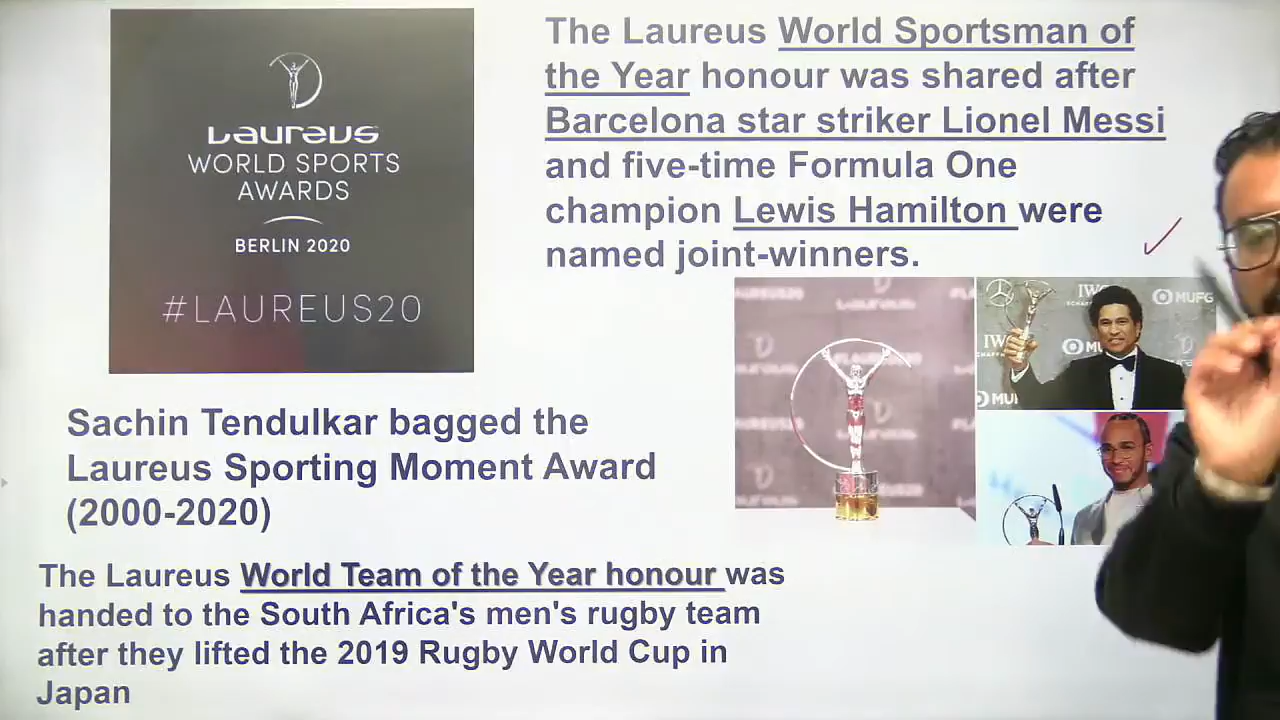 Laureus
WORLD SPORTS
AWARDS
BERLIN 2020
#LAUREUS20
The Laureus World Sportsman of
the Year honour was shared after
Barcelona star striker Lionel Messi
and five-time Formula One
champion Lewis Hamilton were
named joint-winners.
IWC
MUFG
Sachin Tendulkar bagged the
Laureus Sporting Moment Award
(2000-2020)
The Laureus World Team of the Year honour was
handed to the South Africa's men's rugby team
after they lifted the 2019 Rugby World Cup in
Japan